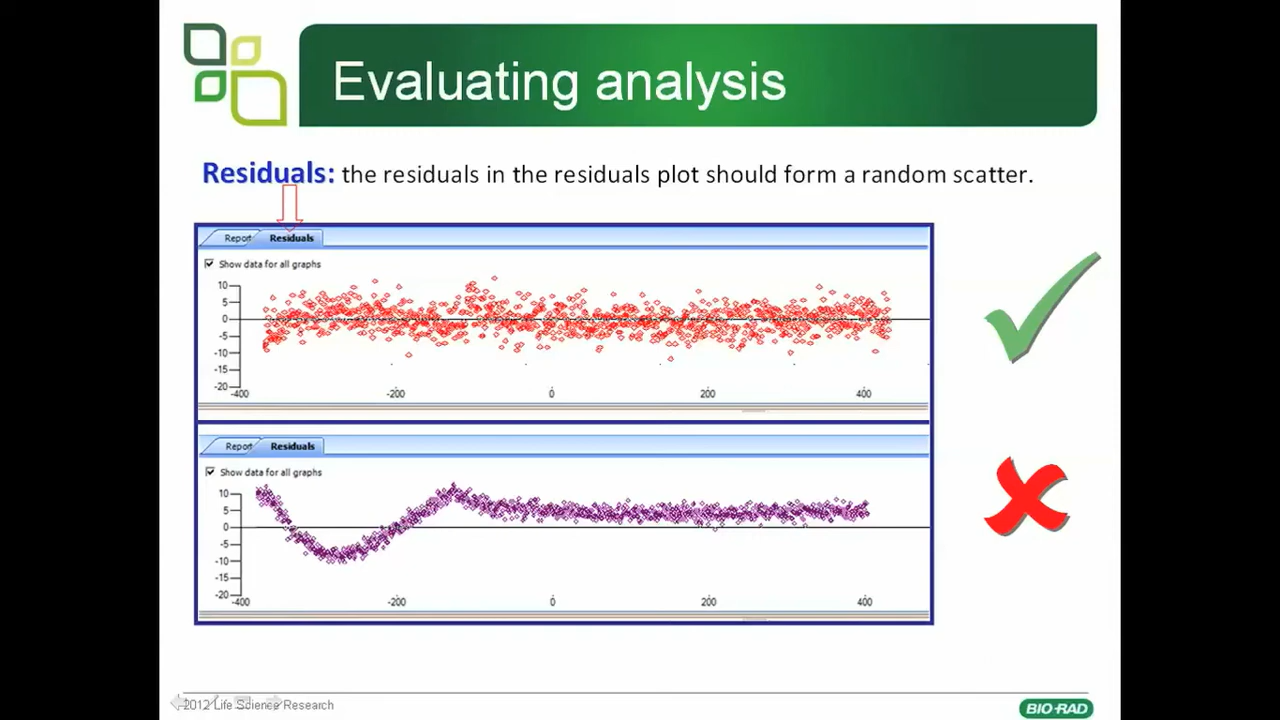 Evaluating analysis
Residuals: the residuals in the residuals plot should form a random scatter.
Report Residuals
Show data for all graphs
10
5
0
-5
-10
-15
-20
-400 -200 0 200 400
Report Residuals
Show data for all graphs
10
5
0
-5
-10
-15
-20
-400 -200 0 200 400
2012 Life Science Research
BIO-RAD